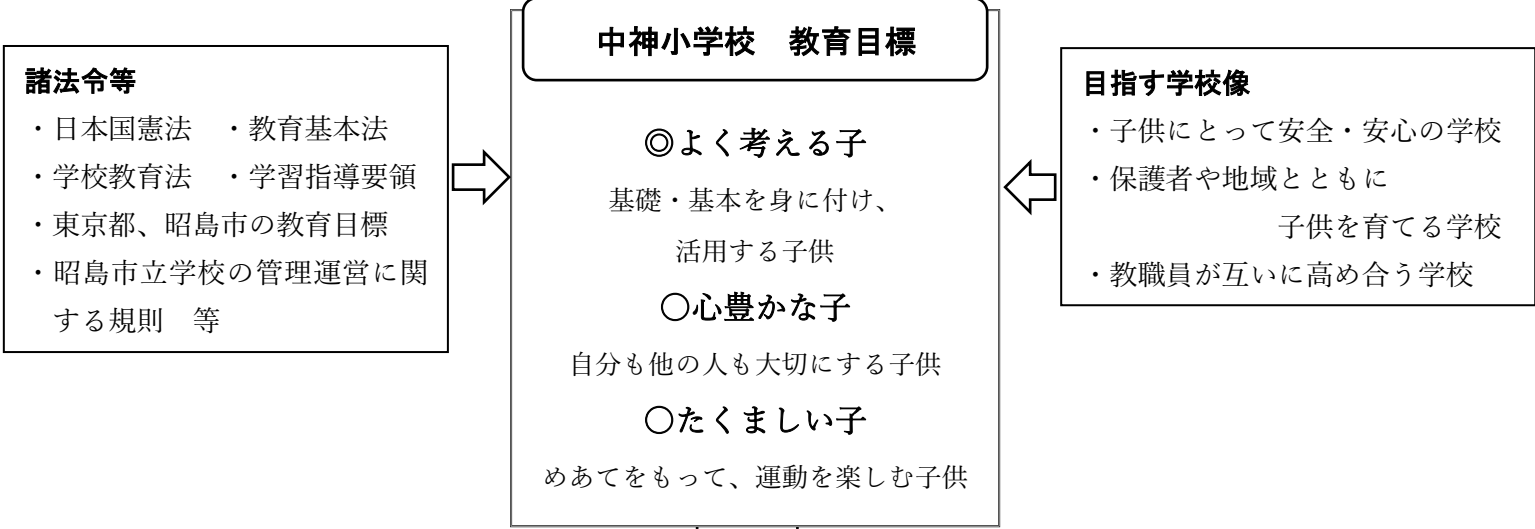 中神小学校　教育目標
諸法令等
・日本国憲法　・教育基本法
・学校教育法　・学習指導要領
・東京都、昭島市の教育目標
・昭島市立学校の管理運営に関
する規則　等
◎よく考える子
基礎・基本を身に付け、
活用する子供
○心豊かな子
自分も他の人も大切にする子供
○たくましい子
めあてをもって、運動を楽しむ子供
目指す学校像
・子供にとって安全・安心の学校
・保護者や地域とともに
子供を育てる学校
・教職員が互いに高め合う学校